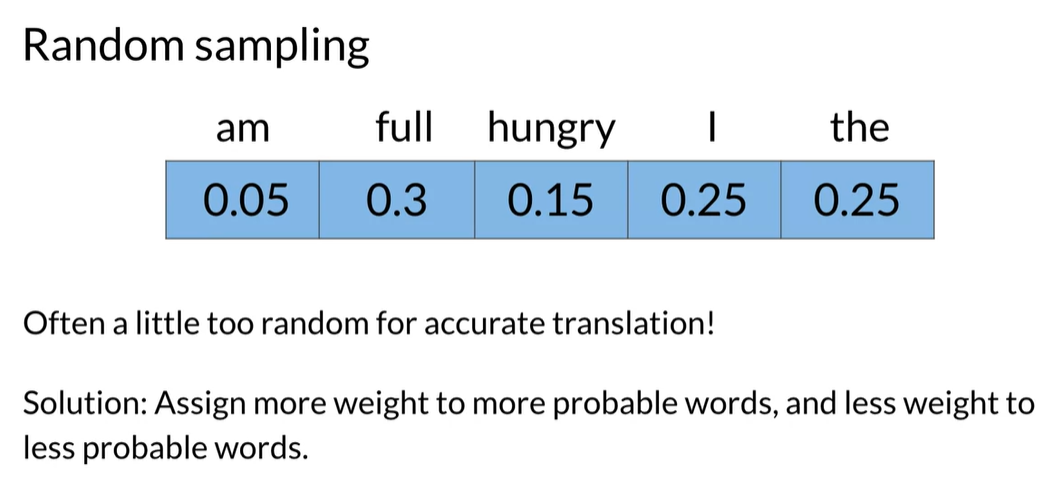 Random sampling
am full hungry I the
0.05 0.3 0.15 0.25 0.25
Often a little too random for accurate translation!
Solution: Assign more weight to more probable words, and less weight to
less probable words.